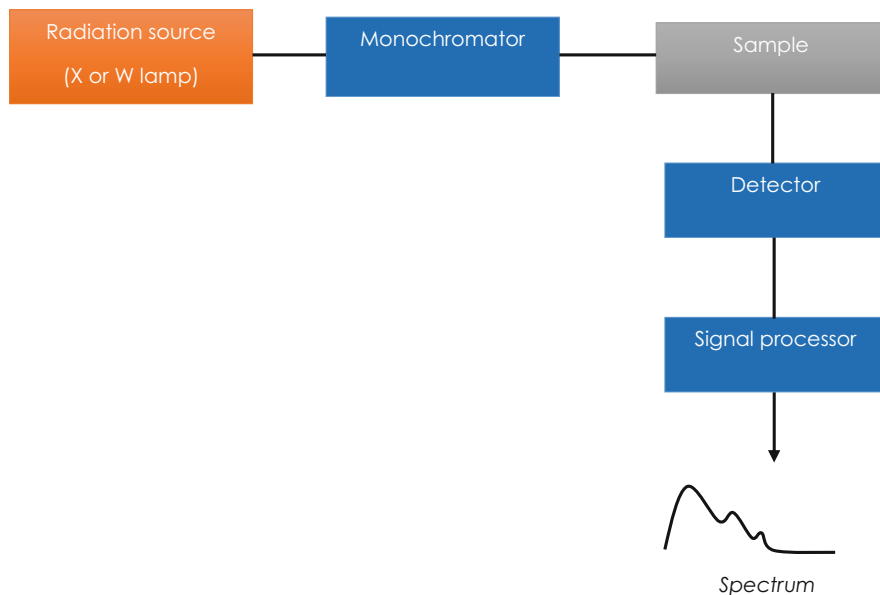 Radiation source
(X or W lamp)
Monochromator
Sample
Detector
Signal processor
Spectrum